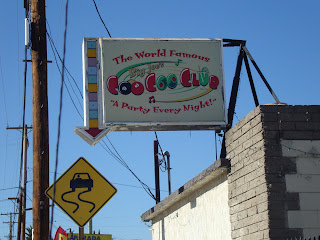 The World Famous
Coo Coo Club
"A Party Every Night!"